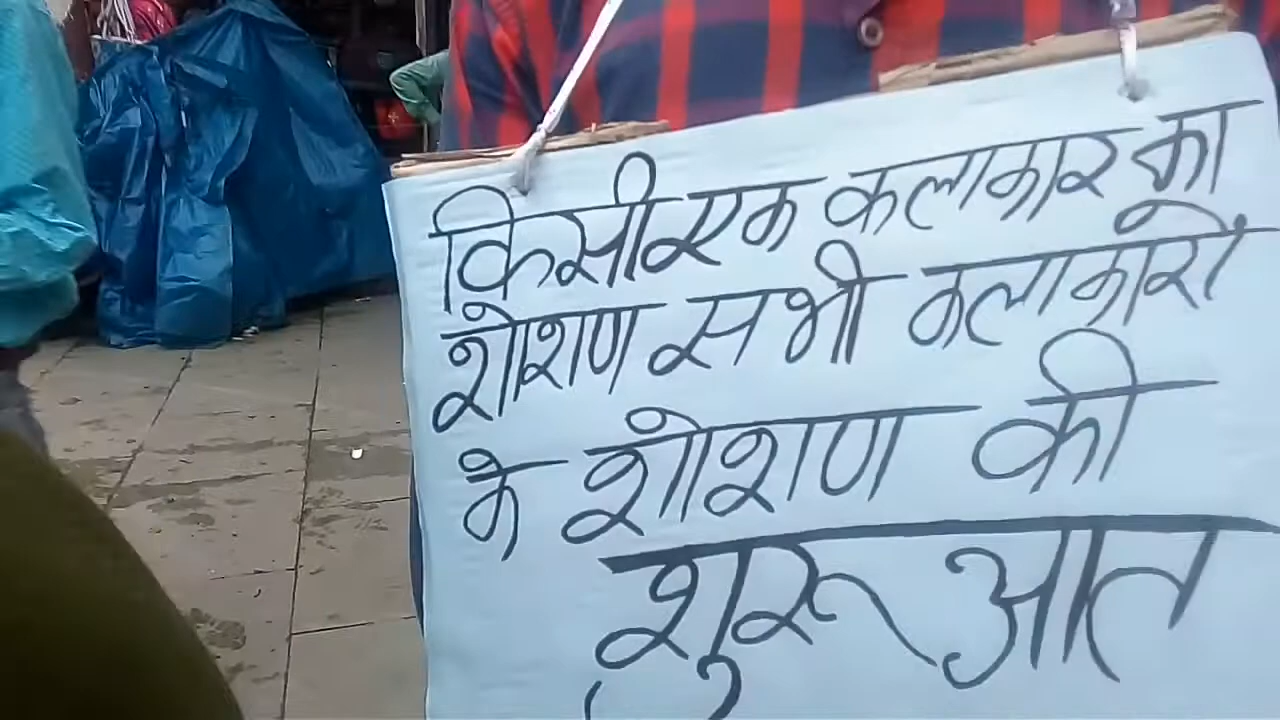 किसी एक कलाकार का
शोशण सभी कलाकारों
के शोशण की
शुरूआत